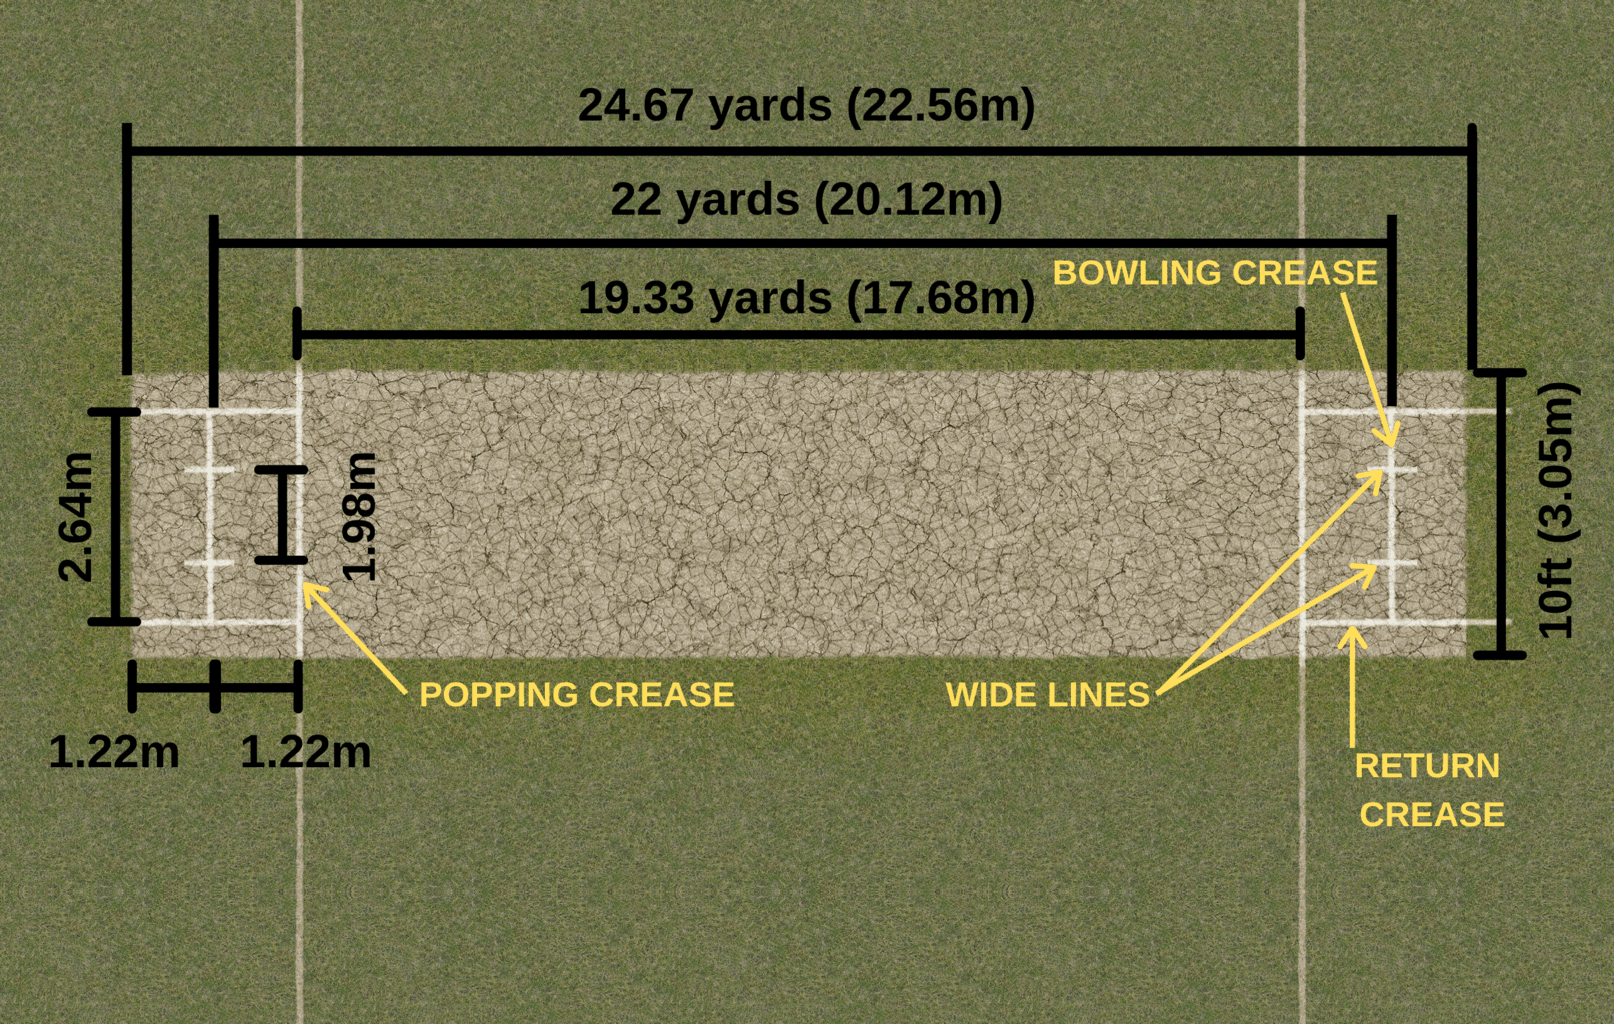 24.67 yards (22.56m)
22 yards (20.12m)
BOWLING CREASE
19.33 yards (17.68m)
2.64m
1.98m
10ft (3.05m)
POPPING CREASE
WIDE LINES
1.22m
1.22m
RETURN
CREASE